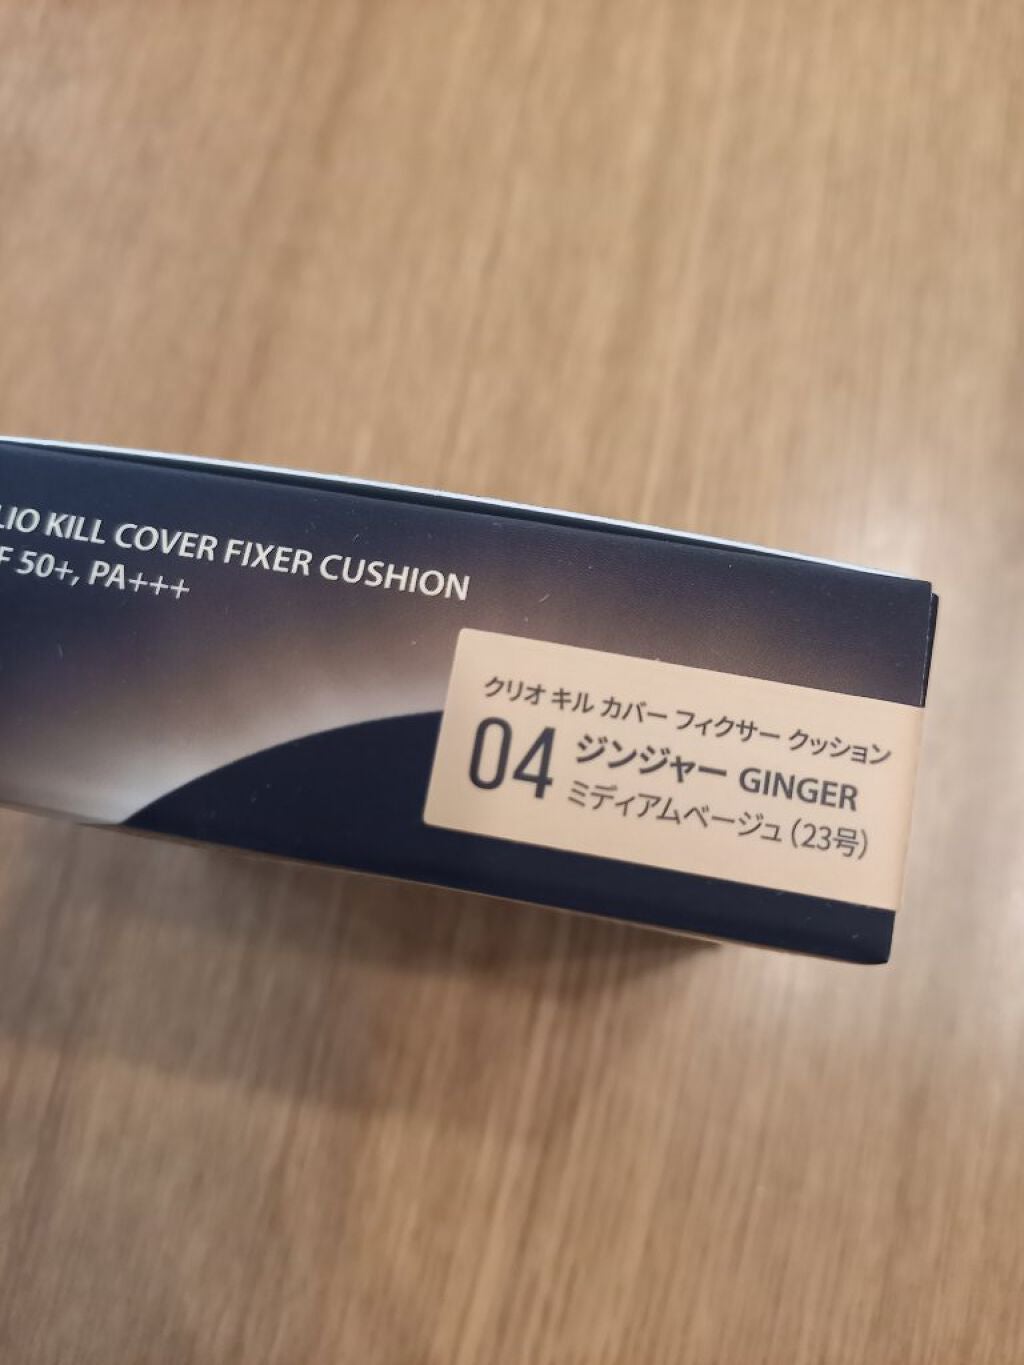 LIO KILL COVER FIXER CUSHION
F 50+, PA+++
クリオ キル カバー フィクサー クッション
04 ジンジャー GINGER
ミディアムベージュ(23号)